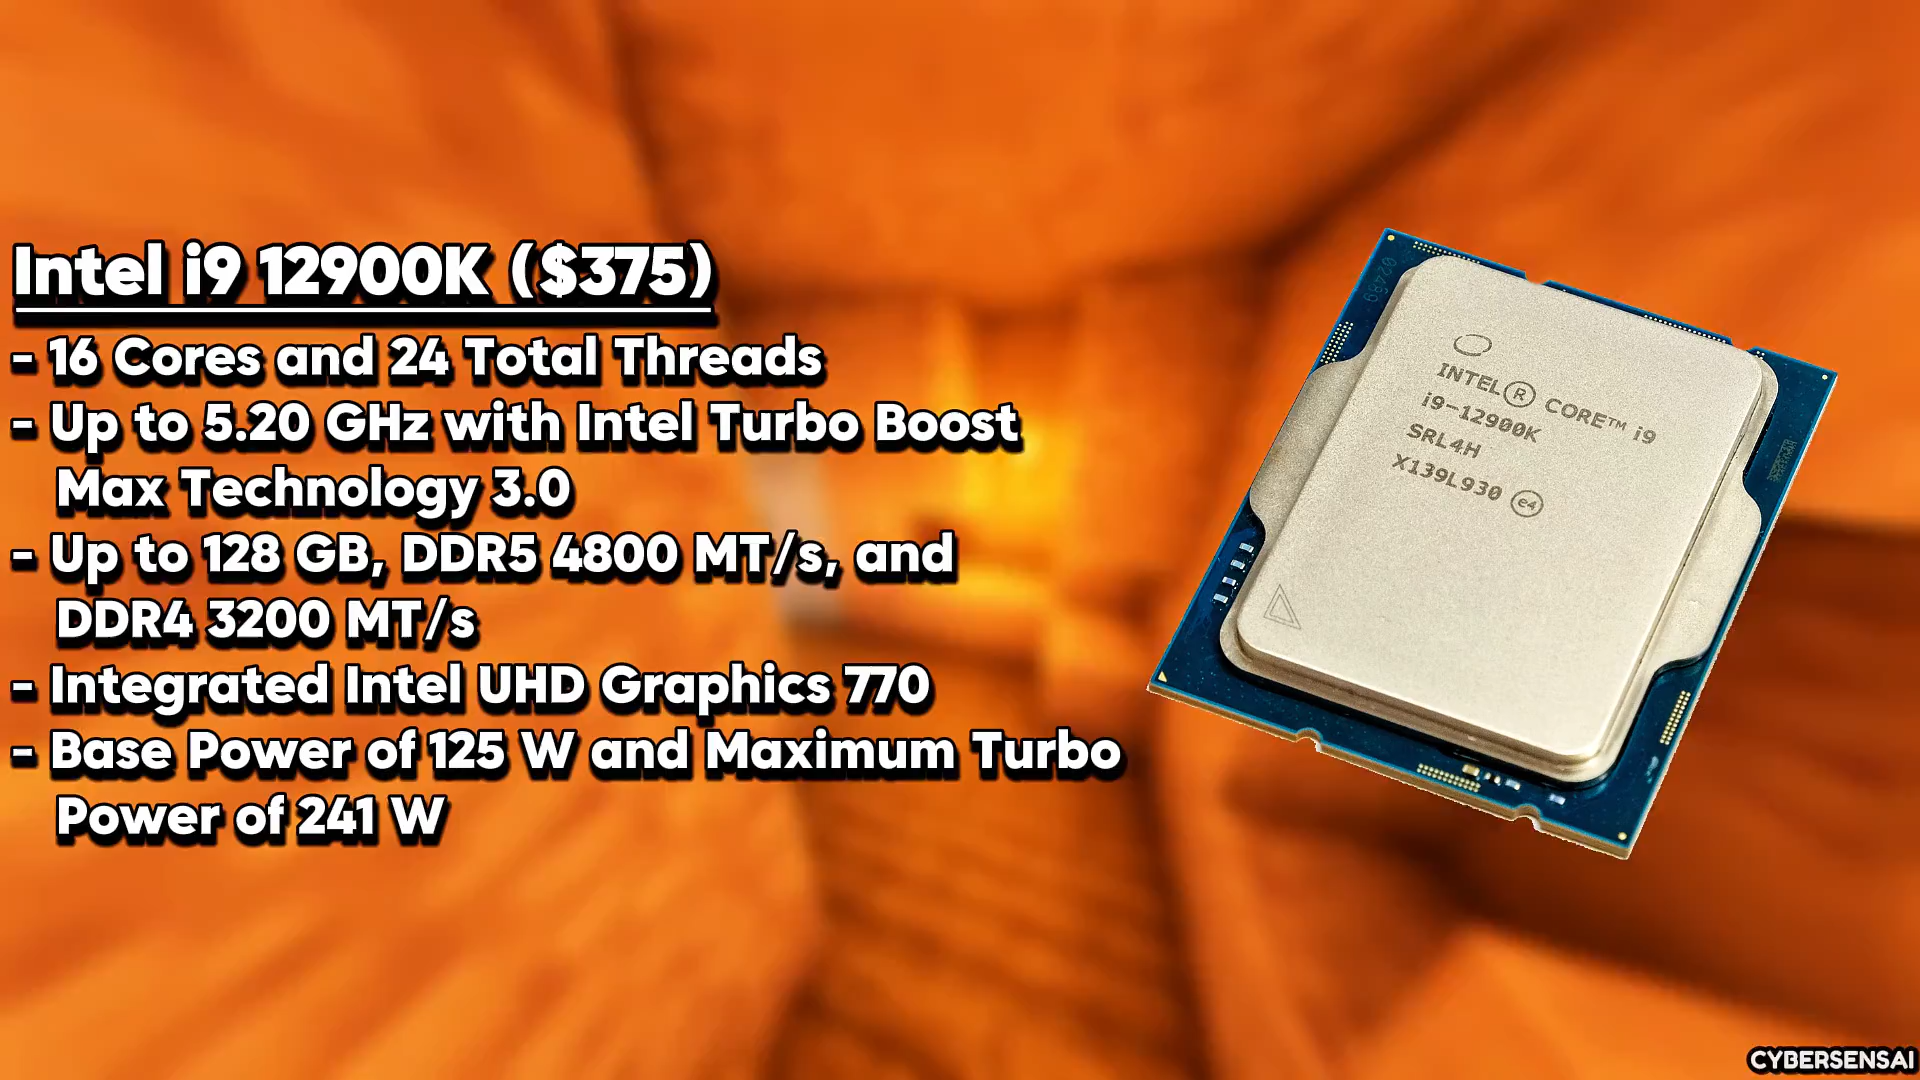 Intel i9 12900K ($375)
- 16 Cores and 24 Total Threads
- Up to 5.20 GHz with Intel Turbo Boost
Max Technology 3.0
- Up to 128 GB, DDR5 4800 MT/s, and
DDR4 3200 MT/s
- Integrated Intel UHD Graphics 770
- Base Power of 125 W and Maximum Turbo
Power of 241 W
INTEL® CORE™ i9
i9-12900K
SRL4H
X139L930 e4
CYBERSENSAI